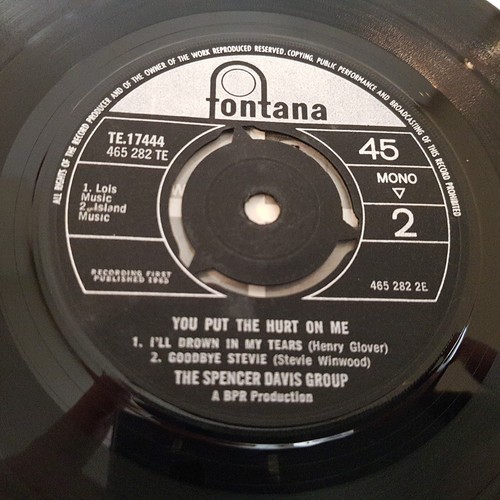 ALL RIGHTS OF THE RECORD PRODUCER AND OF THE OWNER OF THE WORK REPRODUCED RESERVED. COPYING, PUBLIC PERFORMANCE AND BROADCASTING OF THIS RECORD PROHIBITED
fontana
TE.17444
465 282 TE
45
MONO
2
1. Lois
Music
2. Island
Music
RECORDING FIRST
PUBLISHED 1965
465 282 2E
YOU PUT THE HURT ON ME
1. I'LL DROWN IN MY TEARS (Henry Glover)
2. GOODBYE STEVIE (Stevie Winwood)
THE SPENCER DAVIS GROUP
A BPR Production